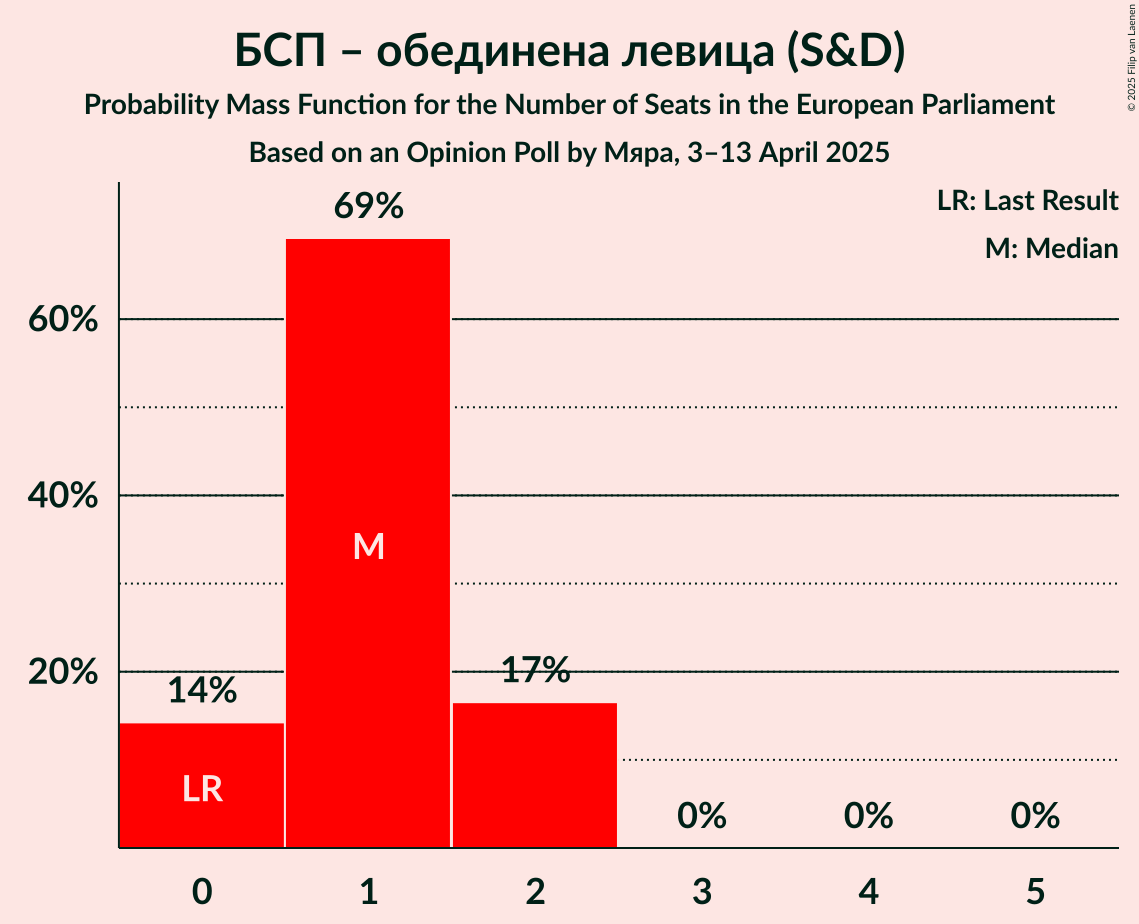 БСП – обединена левица (S&D)
Probability Mass Function for the Number of Seats in the European Parliament
Based on an Opinion Poll by Мяра, 3–13 April 2025
© 2025 Filip van Laenen
LR: Last Result
M: Median
69%
60%
40%
M
20%
14%
17%
LR
0%
0%
0%
0
1
2
3
4
5